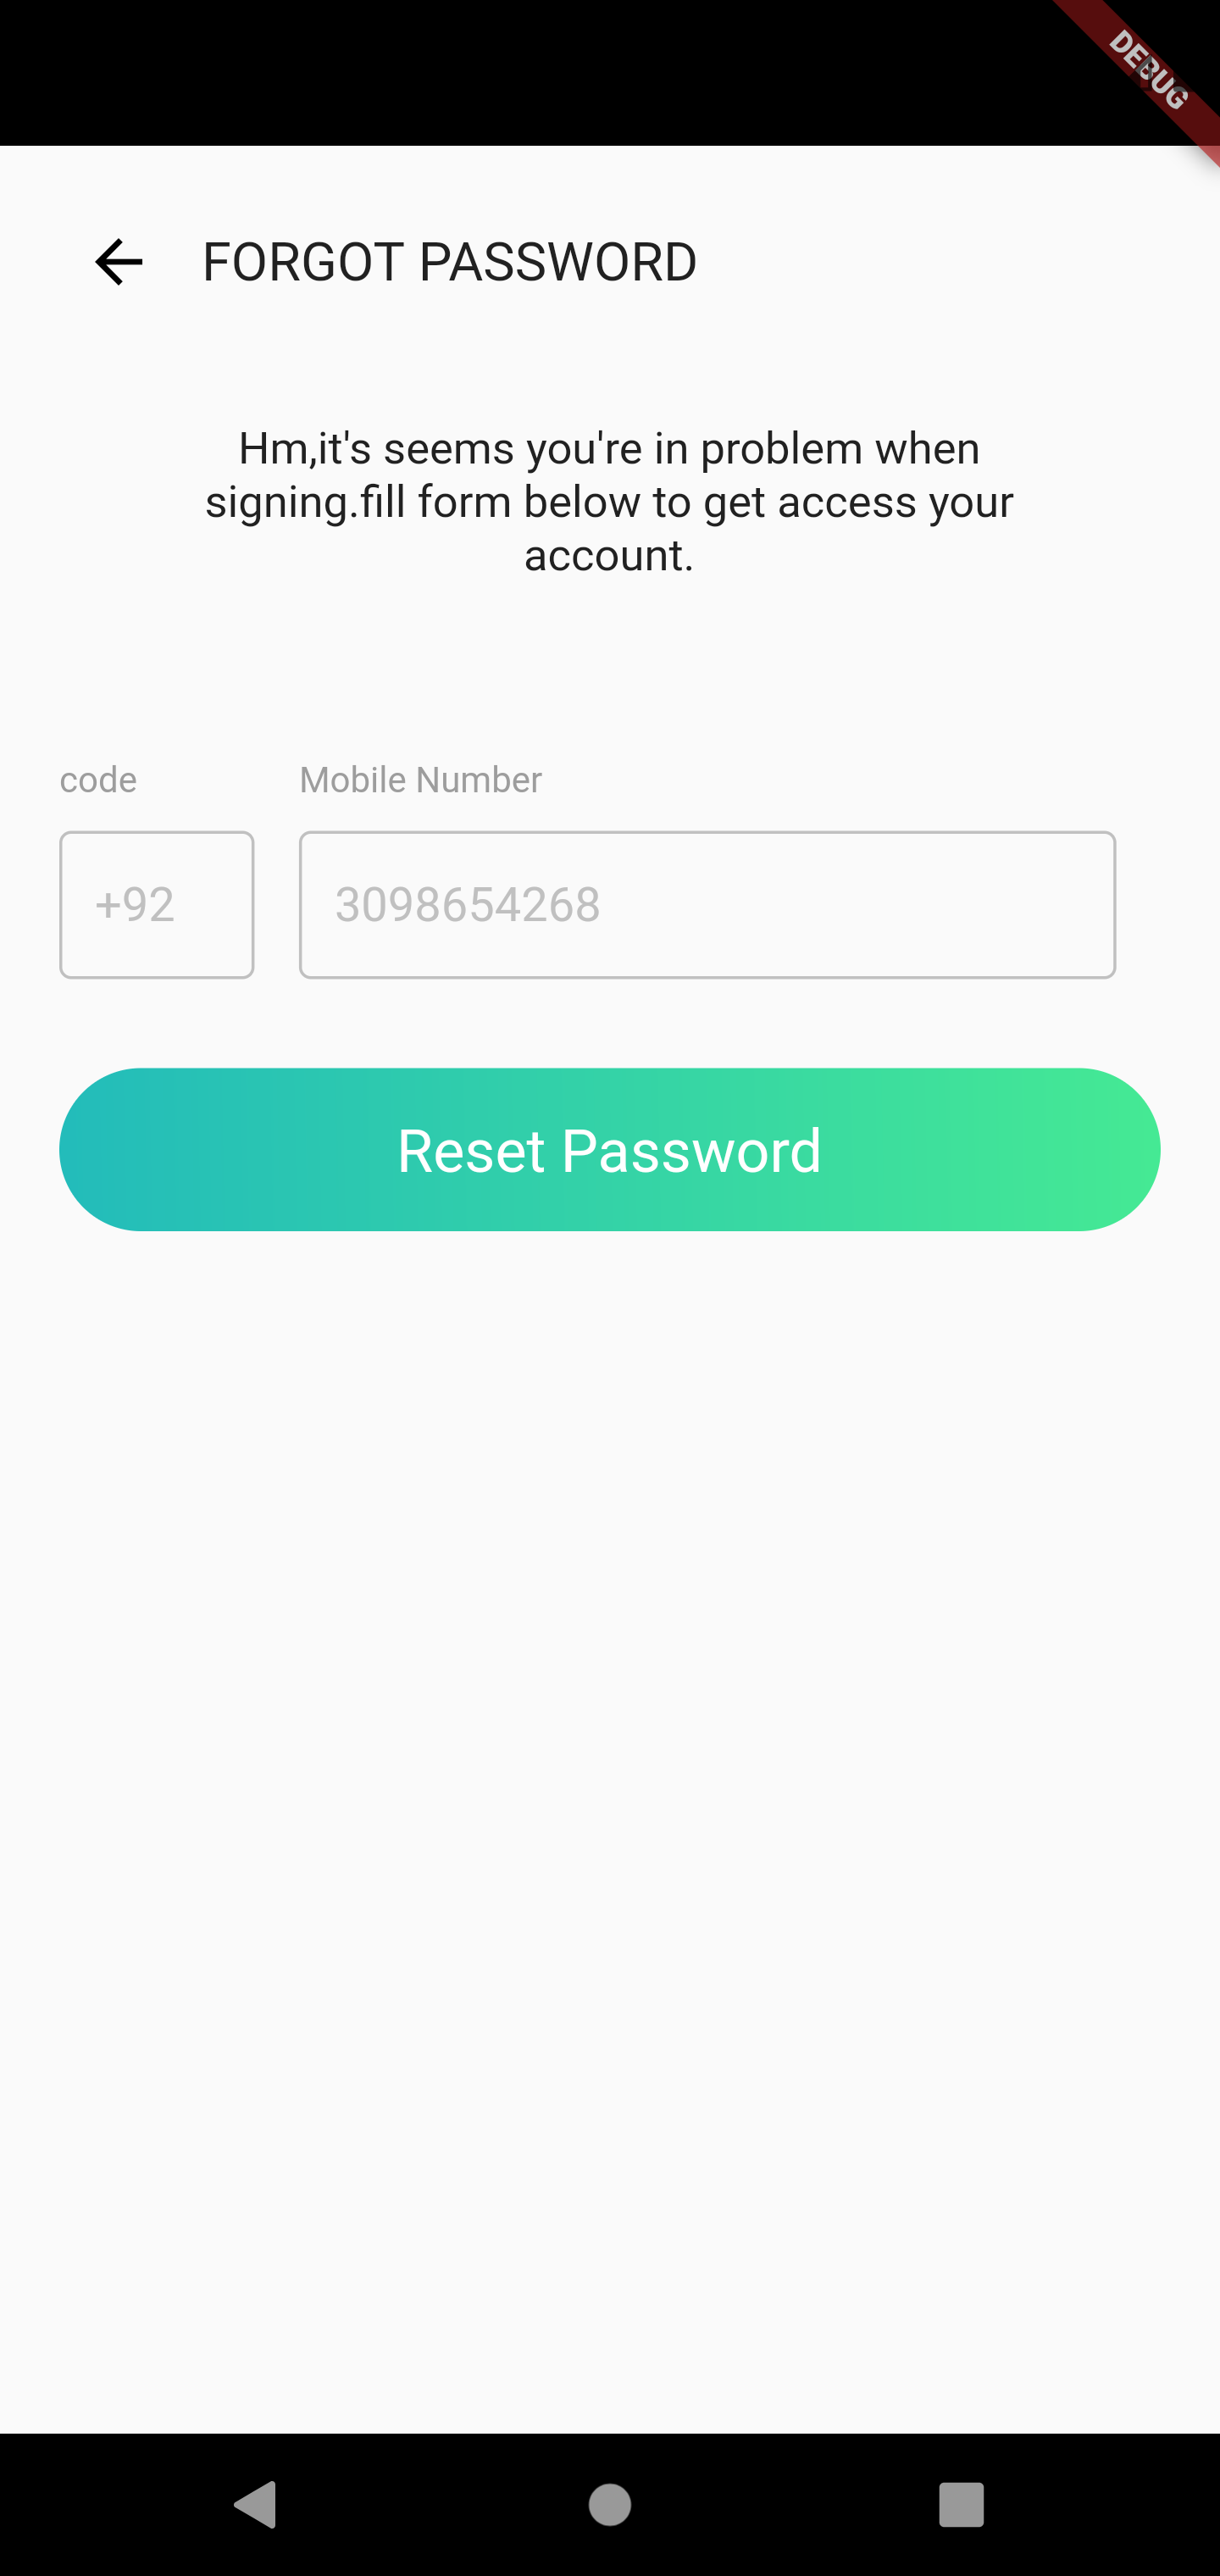 DEBUG
FORGOT PASSWORD
Hm,it's seems you're in problem when
signing.fill form below to get access your
account.
code
Mobile Number
+92
3098654268
Reset Password